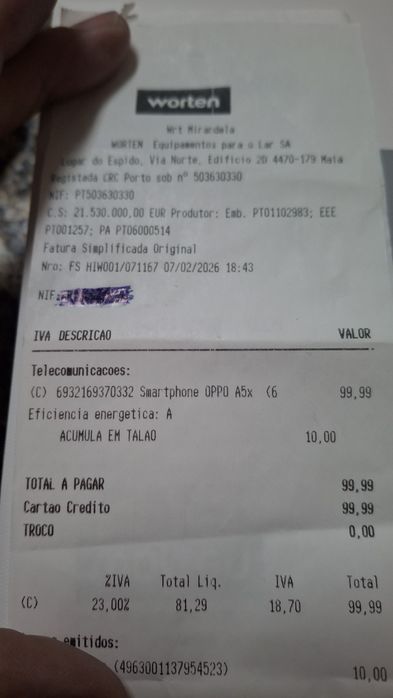 worten
Wrt Mirandela
WORTEN Equipamentos para o Lar SA
Lugar do Espido, Via Norte, Edificio 2D 4470-179 Maia
Registada CRC Porto sob nº 503630330
NIF: PT503630330
C.S: 21.530.000,00 EUR Produtor: Emb. PT01102983; EEE
PT001257; PA PT06000514
Fatura Simplificada Original
Nro: FS HIW001/071167 07/02/2026 18:43
NIF:
IVA DESCRICAO VALOR
Telecomunicacoes:
(C) 6932169370332 Smartphone OPPO A5x (6 99,99
Eficiencia energetica: A
ACUMULA EM TALAO 10,00
TOTAL A PAGAR 99,99
Cartao Credito 99,99
TROCO 0,00
%IVA Total Liq. IVA Total
(C) 23,00% 81,29 18,70 99,99
emitidos:
(4963001137954523) 10,00